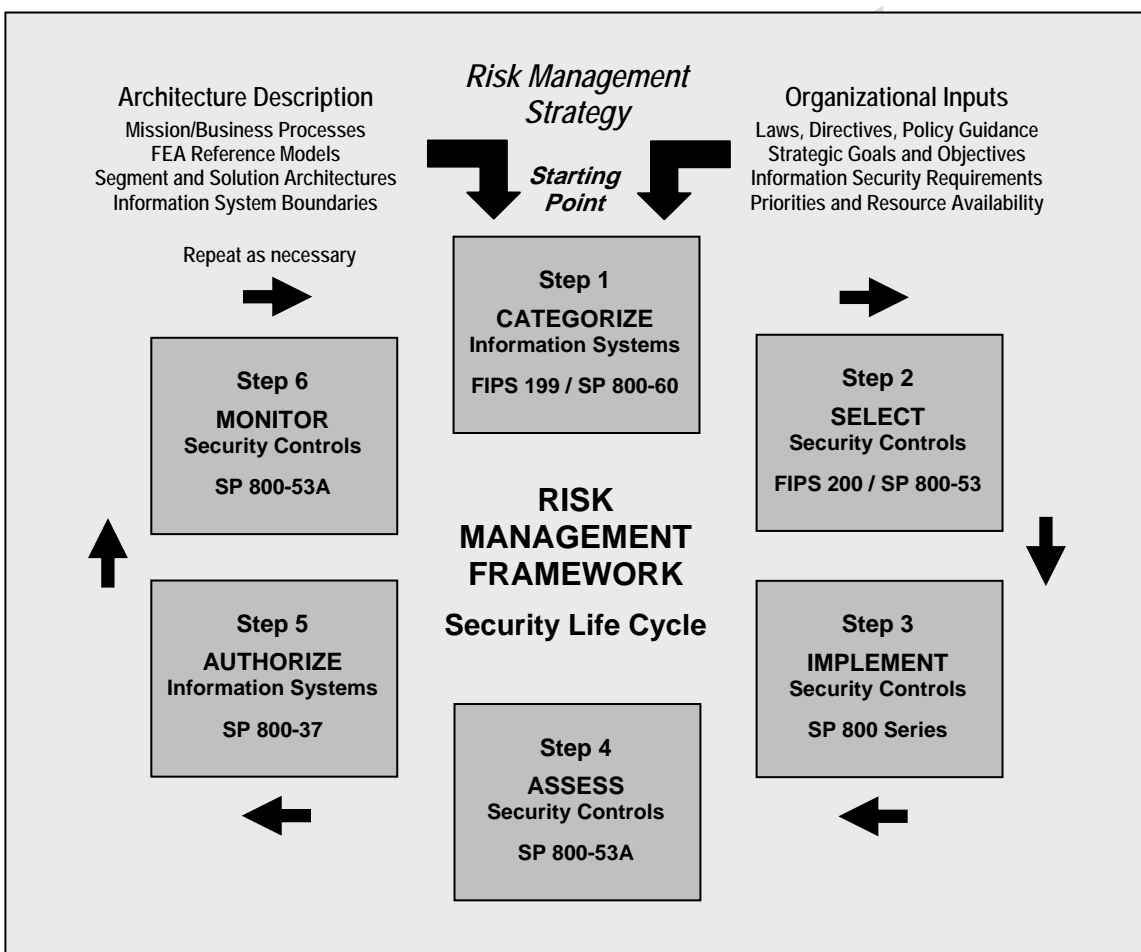 Architecture Description
Mission/Business Processes
FEA Reference Models
Segment and Solution Architectures
Information System Boundaries
Risk Management
Strategy
Starting
Point
Organizational Inputs
Laws, Directives, Policy Guidance
Strategic Goals and Objectives
Information Security Requirements
Priorities and Resource Availability
Repeat as necessary
Step 1
CATEGORIZE
Information Systems
FIPS 199 / SP 800-60
Step 2
SELECT
Security Controls
FIPS 200 / SP 800-53
Step 3
IMPLEMENT
Security Controls
SP 800 Series
Step 4
ASSESS
Security Controls
SP 800-53A
Step 5
AUTHORIZE
Information Systems
SP 800-37
Step 6
MONITOR
Security Controls
SP 800-53A
RISK
MANAGEMENT
FRAMEWORK
Security Life Cycle